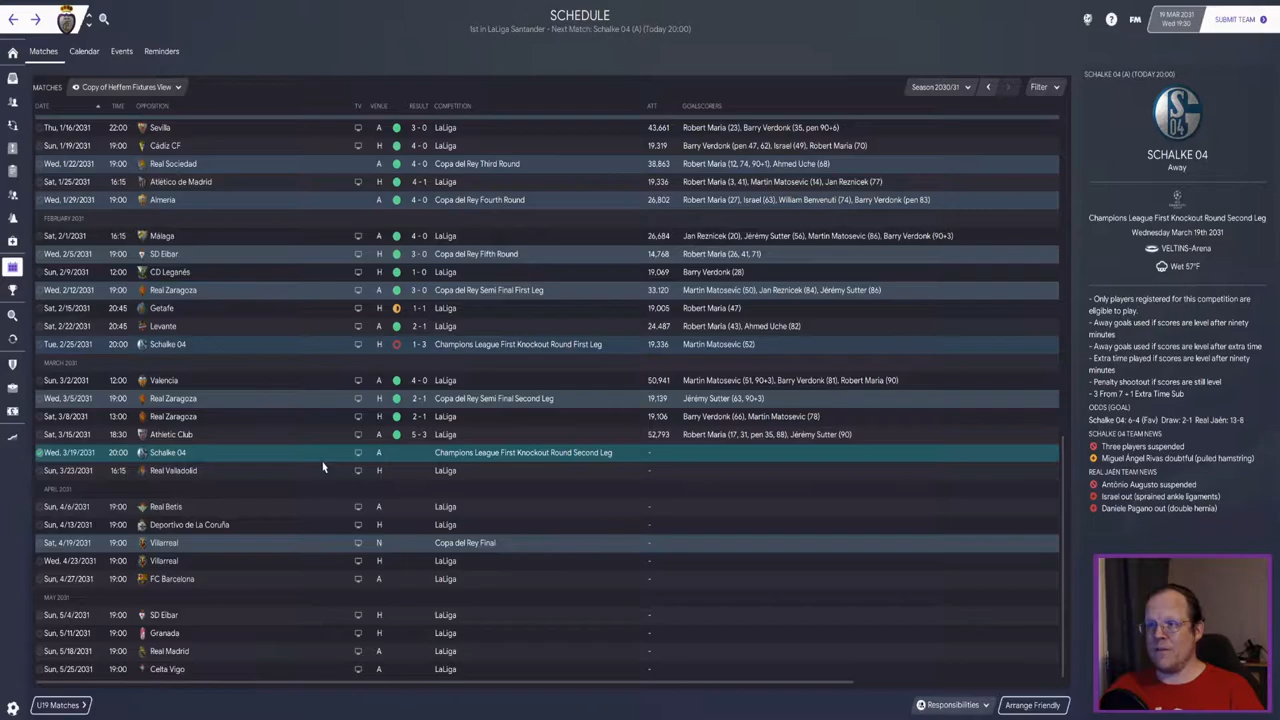 SCHEDULE
1st in LaLiga Santander - Next Match: Schalke 04 (A) (Today 20:00)
FM
19 MAR 2031
Wed 19:30
SUBMIT TEAM
Matches Calendar Events Reminders
MATCHES Copy of Heffem Fixtures View Season 2030/31 Filter
DATE TIME OPPOSITION TV VENUE RESULT COMPETITION ATT GOALSCORERS
Thu, 1/16/2031 22:00 Sevilla A 3 - 0 LaLiga 43,661 Robert Maria (23), Barry Verdonk (35, pen 90+6)
Sun, 1/19/2031 19:00 Cádiz CF H 4 - 0 LaLiga 19.319 Barry Verdonk (pen 47, 62), Israel (49), Robert Maria (70)
Wed, 1/22/2031 19:00 Real Sociedad A 4 - 0 Copa del Rey Third Round 38,863 Robert Maria (12, 74, 90+1), Ahmed Uche (68)
Sat, 1/25/2031 16:15 Atlético de Madrid H 4 - 1 LaLiga 19,336 Robert Maria (3, 41), Martin Matosevic (14), Jan Reznicek (77)
Wed, 1/29/2031 19:00 Almería A 4 - 0 Copa del Rey Fourth Round 26,802 Robert Maria (27), Israel (63), William Benvenuti (74), Barry Verdonk (pen 83)
FEBRUARY 2031
Sat, 2/1/2031 16:15 Málaga A 4 - 0 LaLiga 26,684 Jan Reznicek (20), Jérémy Sutter (56), Martin Matosevic (86), Barry Verdonk (90+3)
Wed, 2/5/2031 19:00 SD Eibar H 3 - 0 Copa del Rey Fifth Round 14,768 Robert Maria (26, 41, 71)
Sun, 2/9/2031 12:00 CD Leganés H 1 - 0 LaLiga 19,069 Barry Verdonk (28)
Wed, 2/12/2031 19:00 Real Zaragoza A 3 - 0 Copa del Rey Semi Final First Leg 33,120 Martin Matosevic (50), Jan Reznicek (84), Jérémy Sutter (86)
Sat, 2/15/2031 20:45 Getafe H 1 - 1 LaLiga 19,005 Robert Maria (47)
Sat, 2/22/2031 20:45 Levante A 2 - 0 LaLiga 24.487 Robert Maria (43), Ahmed Uche (82)
Tue, 2/25/2031 20:00 Schalke 04 H 1 - 3 Champions League First Knockout Round First Leg 19,336 Martin Matosevic (52)
MARCH 2031
Sun, 3/2/2031 12:00 Valencia A 4 - 0 LaLiga 50,941 Martin Matosevic (51, 90+3), Barry Verdonk (81), Robert Maria (90)
Wed, 3/5/2031 19:00 Real Zaragoza H Copa del Rey Semi Final Second Leg 19,139 Jérémy Sutter (63, 90+3)
Sat, 3/8/2031 13:00 Real Zaragoza H 2 - 1 LaLiga 19,106 Barry Verdonk (66), Martin Matosevic (78)
Sat, 3/15/2031 18:30 Athletic Club A LaLiga 52,793 Robert Maria (17, 31, pen 35, 88), Jérémy Sutter (90)
Wed, 3/19/2031 20:00 Schalke 04 A Champions League First Knockout Round Second Leg -
Sun, 3/23/2031 16:15 Real Valladolid H LaLiga -
APRIL 2031
Sun, 4/6/2031 19:00 Real Betis A LaLiga -
Sun, 4/13/2031 19:00 Deportivo de La Coruña H LaLiga -
Sat, 4/19/2031 19:00 Villarreal N Copa del Rey Final -
Wed, 4/23/2031 19:00 Villarreal H LaLiga -
Sun, 4/27/2031 19:00 FC Barcelona A LaLiga -
MAY 2031
Sun, 5/4/2031 19:00 SD Eibar H LaLiga -
Sun, 5/11/2031 19:00 Granada H LaLiga -
Sun, 5/18/2031 19:00 Real Madrid A LaLiga -
Sun, 5/25/2031 19:00 Celta Vigo A LaLiga -
U19 Matches Responsibilities Arrange Friendly
SCHALKE 04 (A) (TODAY 20:00)
SCHALKE 04
Away
Champions League First Knockout Round Second Leg
Wednesday March 19th 2031
VELTINS-Arena
Wet 57°F
- Only players registered for this competition are
eligible to play.
- Away goals used if scores are level after ninety
minutes
- Away goals used if scores are level after extra time
- Extra time played if scores are level after ninety
minutes
- Penalty shootout if scores are still level
- 3 From 7 + 1 Extra Time Sub
ODDS (GOAL)
Schalke 04: 6-4 (Fav) Draw: 2-1 Real Jaén: 13-8
SCHALKE 04 TEAM NEWS
Three players suspended
Miguel Ángel Rivas doubtful (pulled hamstring)
REAL JAÉN TEAM NEWS
António Augusto suspended
Israel out (sprained ankle ligaments)
Daniele Pagano out (double hernia)